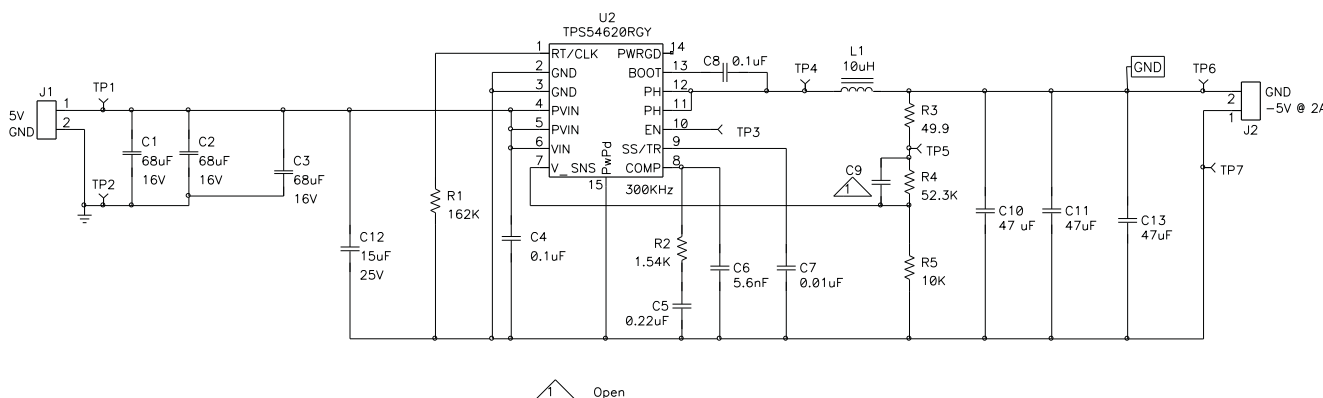 U2
TPS54620RGY
1 RT/CLK PWRGD 14
2 GND BOOT 13
3 GND PH 12
4 PVIN PH 11
5 PVIN EN 10
6 VIN SS/TR 9
7 V_SNS COMP 8
15 PwPd
300KHz
J1
5V 1
GND 2
TP1
TP2
C1
68uF
16V
C2
68uF
16V
C3
68uF
16V
C12
15uF
25V
R1
162K
C4
0.1uF
C8 0.1uF
TP4
L1
10uH
TP3
R2
1.54K
C5
0.22uF
C6
5.6nF
C7
0.01uF
R3
49.9
TP5
C9
1
R4
52.3K
R5
10K
C10
47 uF
C11
47uF
C13
47uF
GND
TP6
2 GND
1 -5V @ 2A
J2
TP7
1 Open